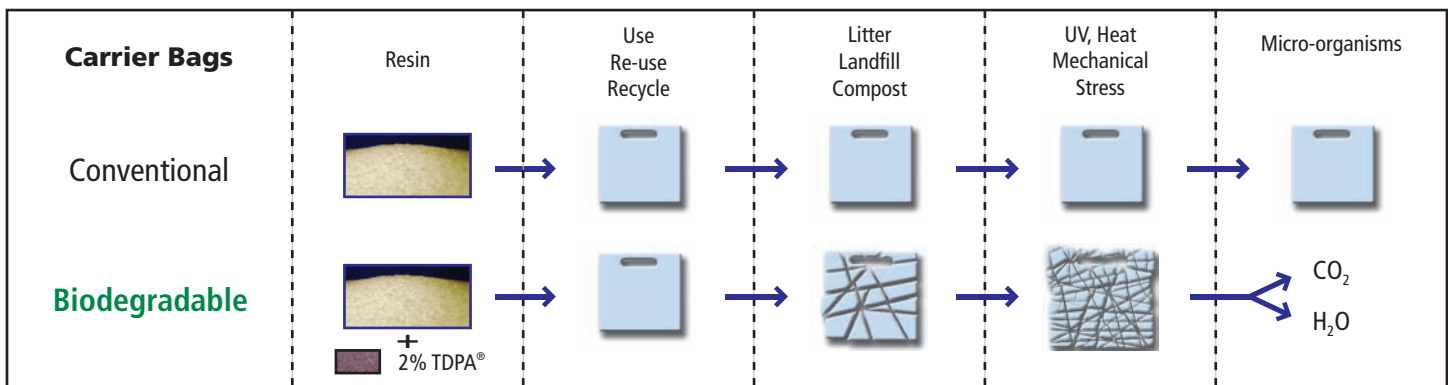 Carrier Bags
Resin
Use
Re-use
Recycle
Litter
Landfill
Compost
UV, Heat
Mechanical
Stress
Micro-organisms
Conventional
Biodegradable
+
2% TDPA®
CO₂
H₂O